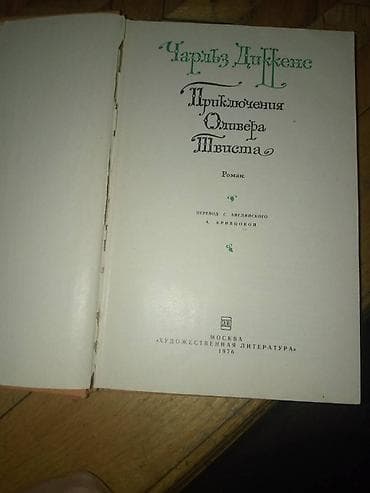 Чарльз Диккенс
Приключения
Оливера
Твиста
Роман
ПЕРЕВОД С АНГЛИЙСКОГО
А. КРИВЦОВОЙ
МОСКВА
«ХУДОЖЕСТВЕННАЯ ЛИТЕРАТУРА»
1976